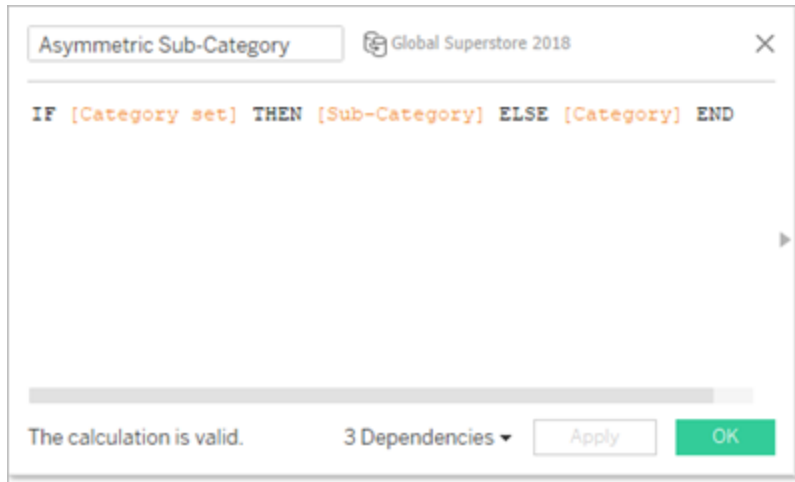 Asymmetric Sub-Category Global Superstore 2018
IF [Category set] THEN [Sub-Category] ELSE [Category] END
The calculation is valid. 3 Dependencies Apply OK